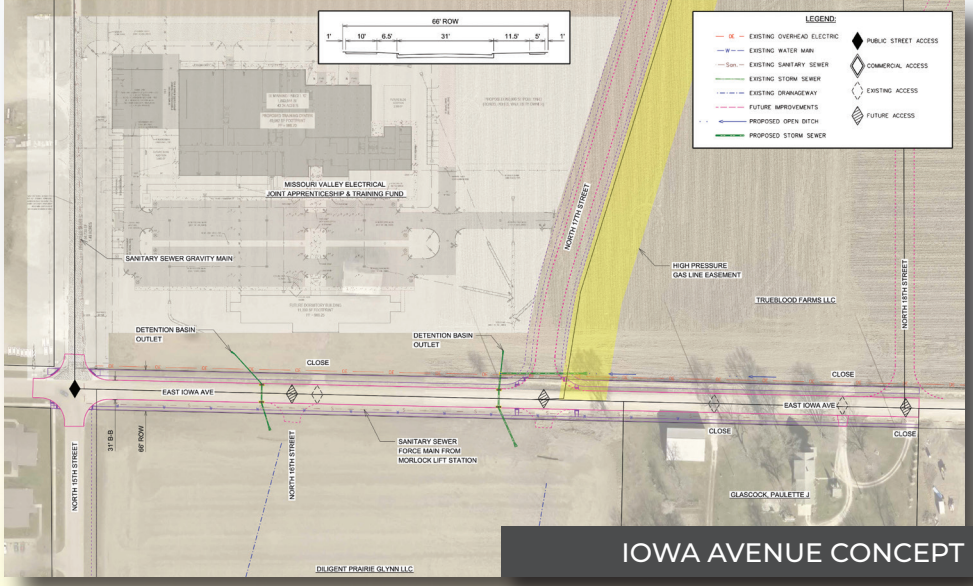 66' ROW
1' 10' 6.5' 31' 11.5' 5' 1'
LEGEND:
OE EXISTING OVERHEAD ELECTRIC
W EXISTING WATER MAIN
San. EXISTING SANITARY SEWER
EXISTING STORM SEWER
EXISTING DRAINAGEWAY
FUTURE IMPROVEMENTS
PROPOSED OPEN DITCH
PROPOSED STORM SEWER
PUBLIC STREET ACCESS
COMMERCIAL ACCESS
EXISTING ACCESS
FUTURE ACCESS
MISSOURI VALLEY ELECTRICAL
JOINT APPRENTICESHIP & TRAINING FUND
NORTH 17TH STREET
SANITARY SEWER GRAVITY MAIN
HIGH PRESSURE
GAS LINE EASEMENT
TRUEBLOOD FARMS LLC
NORTH 18TH STREET
DETENTION BASIN
OUTLET
DETENTION BASIN
OUTLET
CLOSE
CLOSE
EAST IOWA AVE
EAST IOWA AVE
CLOSE
CLOSE
31' B-B
66' ROW
NORTH 15TH STREET
NORTH 16TH STREET
SANITARY SEWER
FORCE MAIN FROM
MORLOCK LIFT STATION
GLASCOCK, PAULETTE J
DILIGENT PRAIRIE GLYNN LLC
IOWA AVENUE CONCEPT